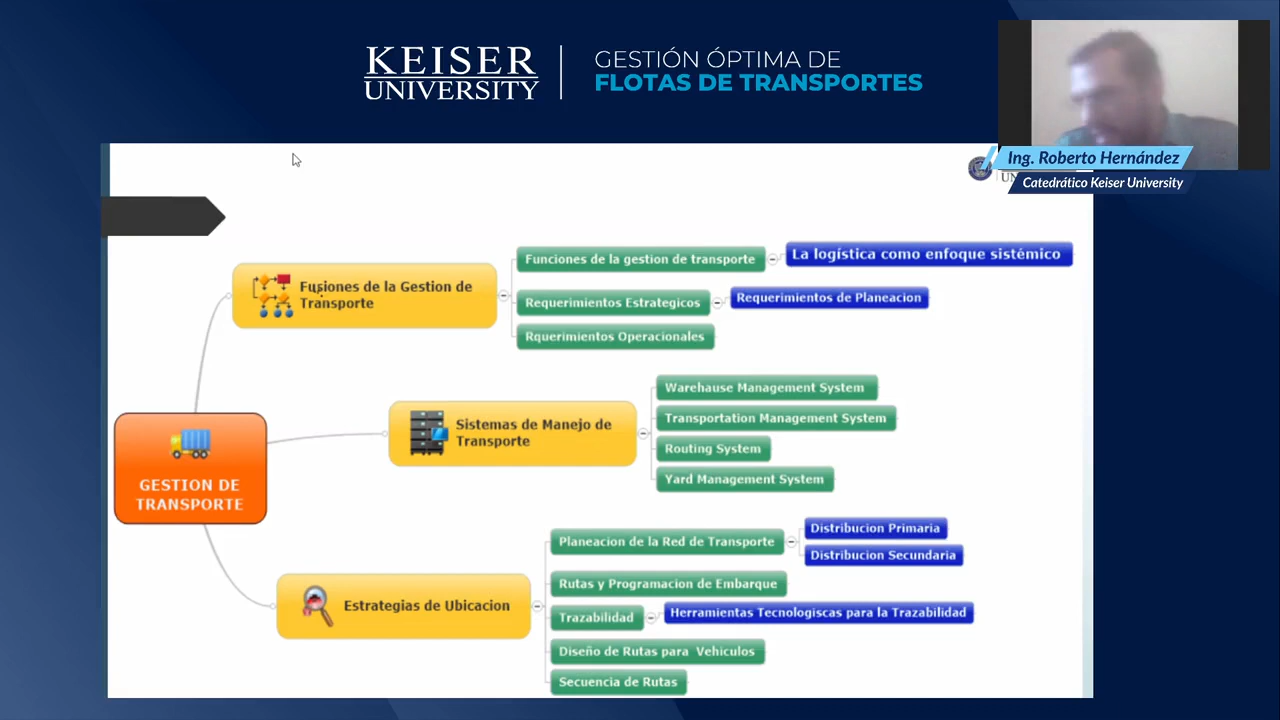 KEISER
UNIVERSITY
GESTIÓN ÓPTIMA DE
FLOTAS DE TRANSPORTES
Ing. Roberto Hernández
Catedrático Keiser University
Fusiones de la Gestion de
Transporte
Funciones de la gestion de transporte
La logística como enfoque sistémico
Requerimientos Estrategicos
Requerimientos de Planeacion
Rquerimientos Operacionales
GESTION DE
TRANSPORTE
Sistemas de Manejo de
Transporte
Warehause Management System
Transportation Management System
Routing System
Yard Management System
Estrategias de Ubicacion
Planeacion de la Red de Transporte
Distribucion Primaria
Distribucion Secundaria
Rutas y Programacion de Embarque
Trazabilidad
Herramientas Tecnologiscas para la Trazabilidad
Diseño de Rutas para Vehiculos
Secuencia de Rutas